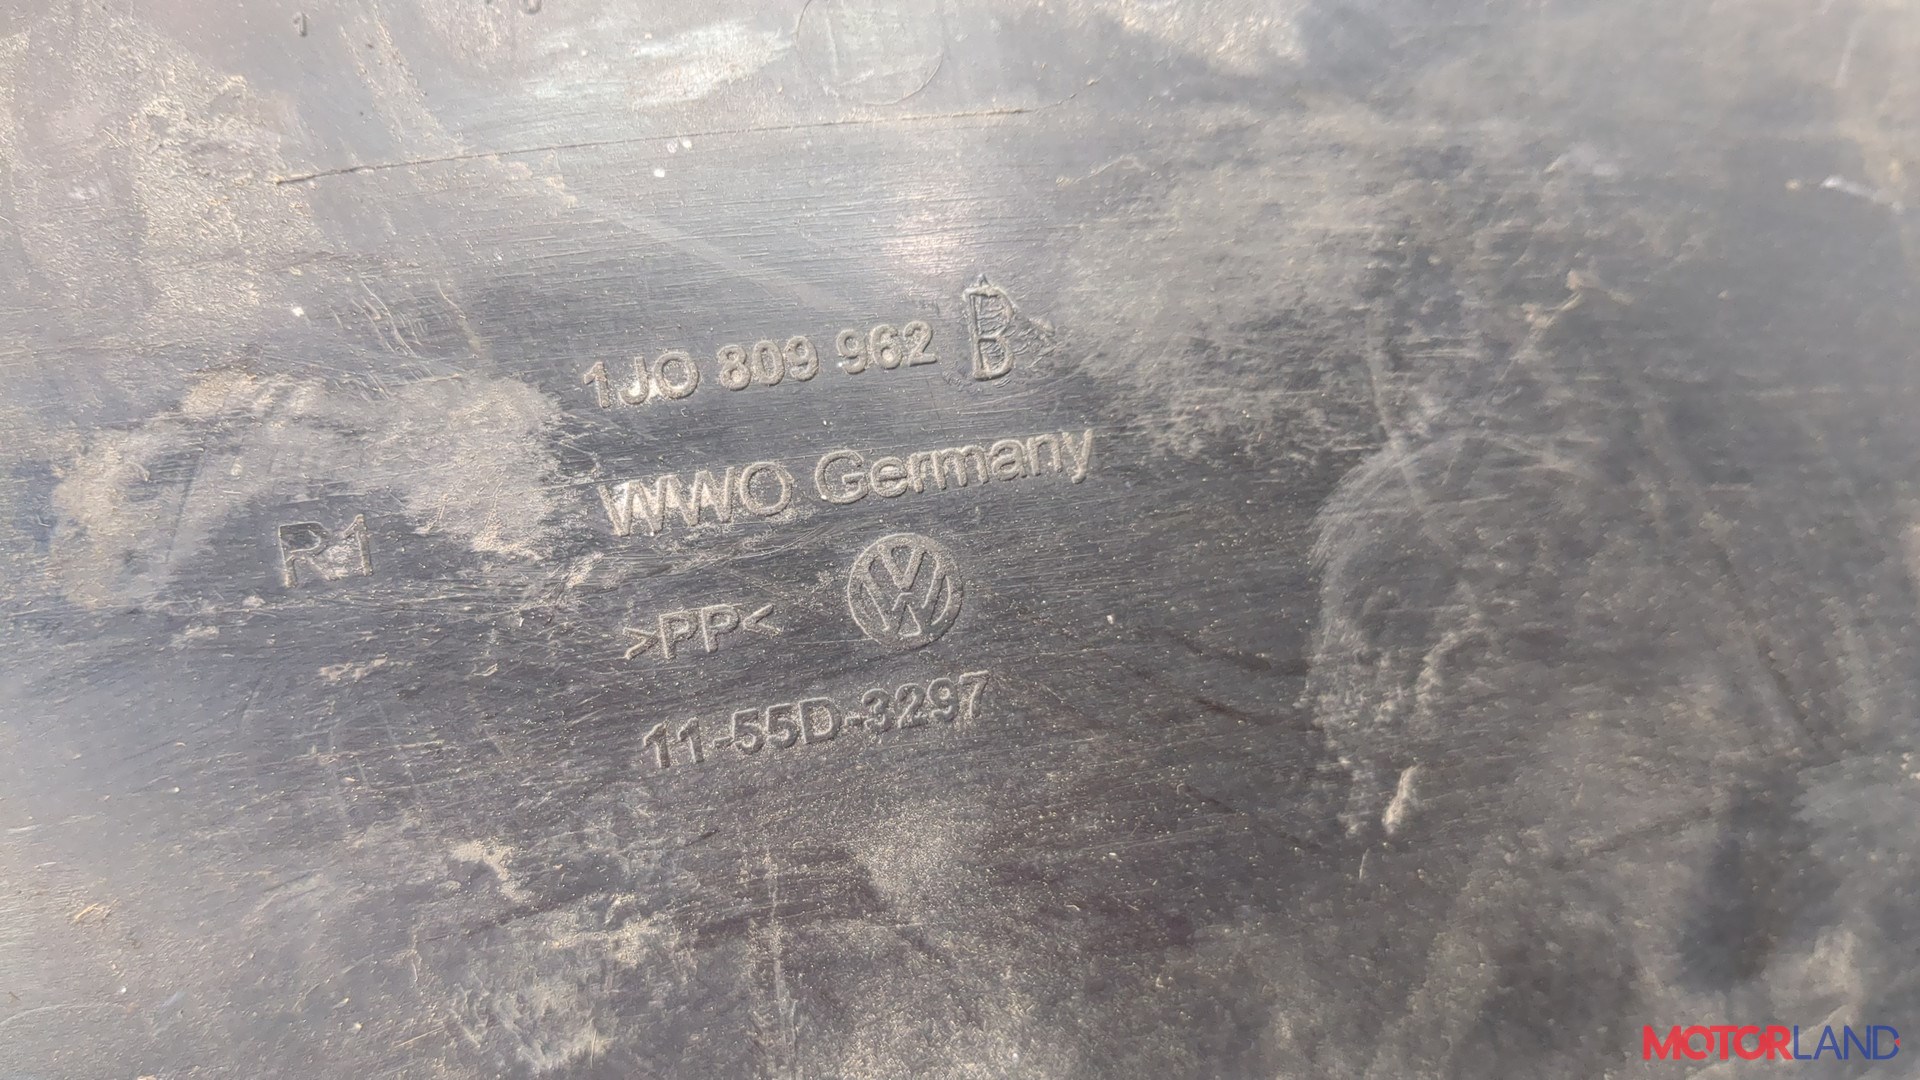 1JO 809 962 B
WWO Germany
R1
>PP<
11-55D-3297
MOTORLAND